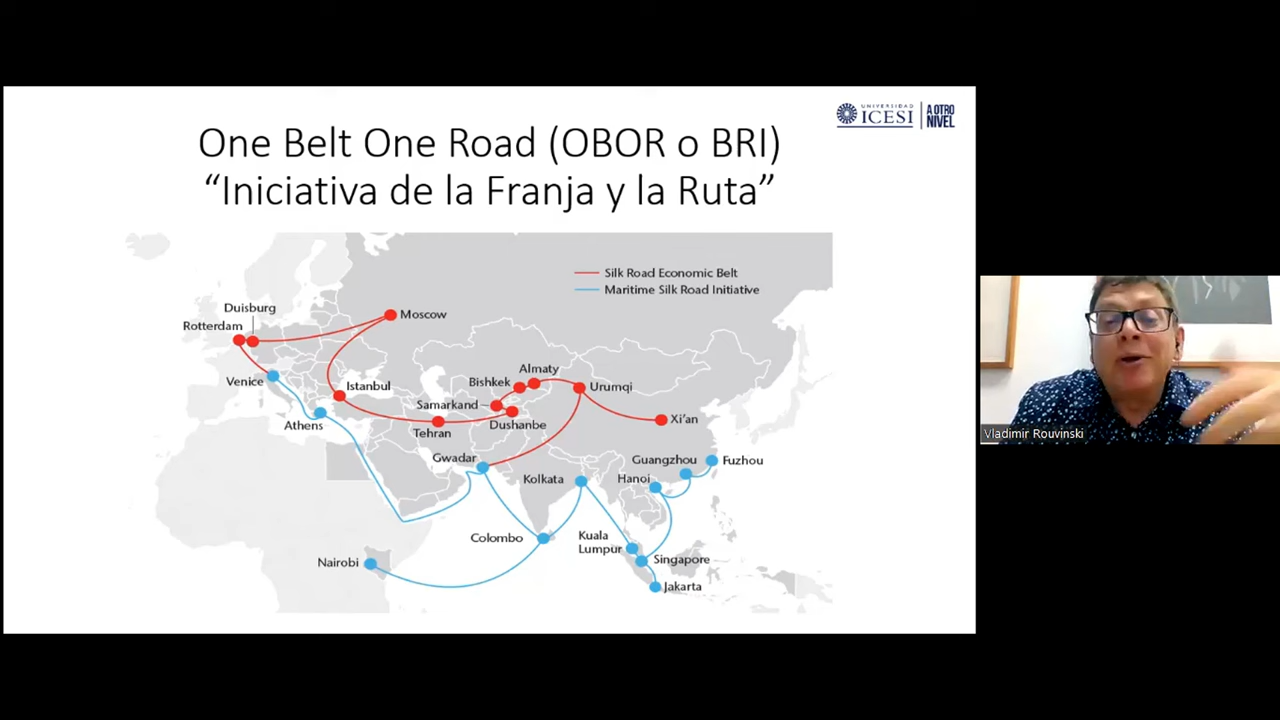 UNIVERSIDAD
ICESI
A OTRO
NIVEL
One Belt One Road (OBOR o BRI)
“Iniciativa de la Franja y la Ruta”
Silk Road Economic Belt
Maritime Silk Road Initiative
Duisburg
Moscow
Rotterdam
Almaty
Venice
Istanbul
Bishkek
Urumqi
Samarkand
Athens
Tehran
Dushanbe
Xi’an
Gwadar
Guangzhou
Fuzhou
Kolkata
Hanoi
Colombo
Kuala
Lumpur
Nairobi
Singapore
Jakarta
Vladimir Rouvinski